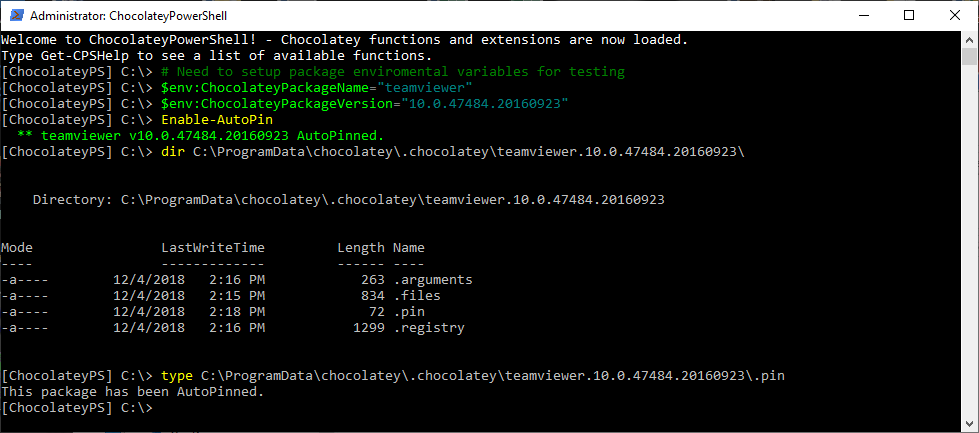 Administrator: ChocolateyPowerShell
Welcome to ChocolateyPowerShell! - Chocolatey functions and extensions are now loaded.
Type Get-CPSHelp to see a list of available functions.
[ChocolateyPS] C:\> # Need to setup package enviromental variables for testing
[ChocolateyPS] C:\> $env:ChocolateyPackageName="teamviewer"
[ChocolateyPS] C:\> $env:ChocolateyPackageVersion="10.0.47484.20160923"
[ChocolateyPS] C:\> Enable-AutoPin
  ** teamviewer v10.0.47484.20160923 AutoPinned.
[ChocolateyPS] C:\> dir C:\ProgramData\chocolatey\.chocolatey\teamviewer.10.0.47484.20160923\
    Directory: C:\ProgramData\chocolatey\.chocolatey\teamviewer.10.0.47484.20160923
Mode                LastWriteTime         Length Name
----                -------------         ------ ----
-a----        12/4/2018   2:16 PM            263 .arguments
-a----        12/4/2018   2:15 PM            834 .files
-a----        12/4/2018   2:18 PM             72 .pin
-a----        12/4/2018   2:16 PM           1299 .registry
[ChocolateyPS] C:\> type C:\ProgramData\chocolatey\.chocolatey\teamviewer.10.0.47484.20160923\.pin
This package has been AutoPinned.
[ChocolateyPS] C:\>